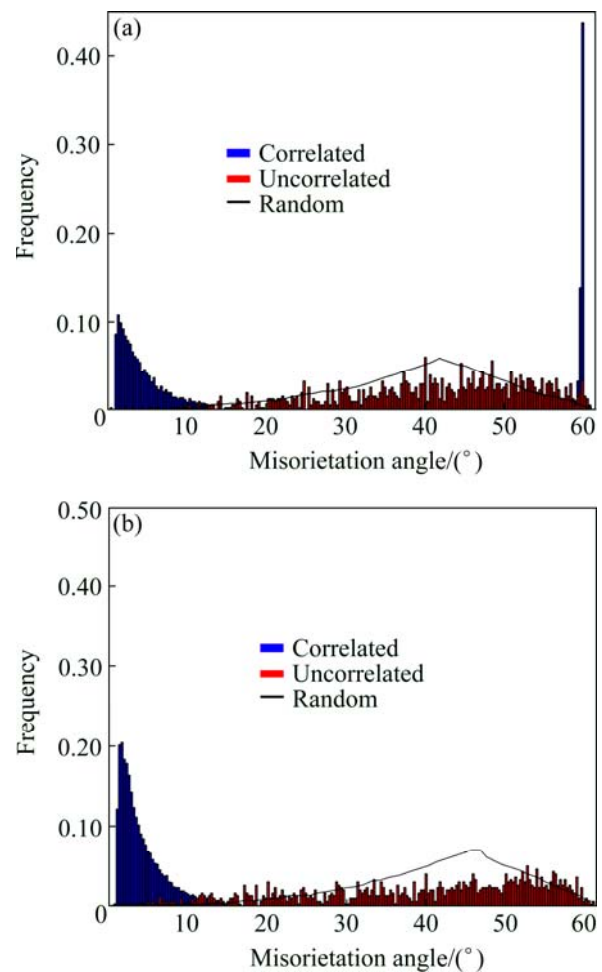 (a)
0.40
0.30
0.20
0.10
0
Frequency
Correlated
Uncorrelated
Random
10 20 30 40 50 60
Misorietation angle/(°)
(b)
0.50
0.40
0.30
0.20
0.10
0
Frequency
Correlated
Uncorrelated
Random
10 20 30 40 50 60
Misorietation angle/(°)